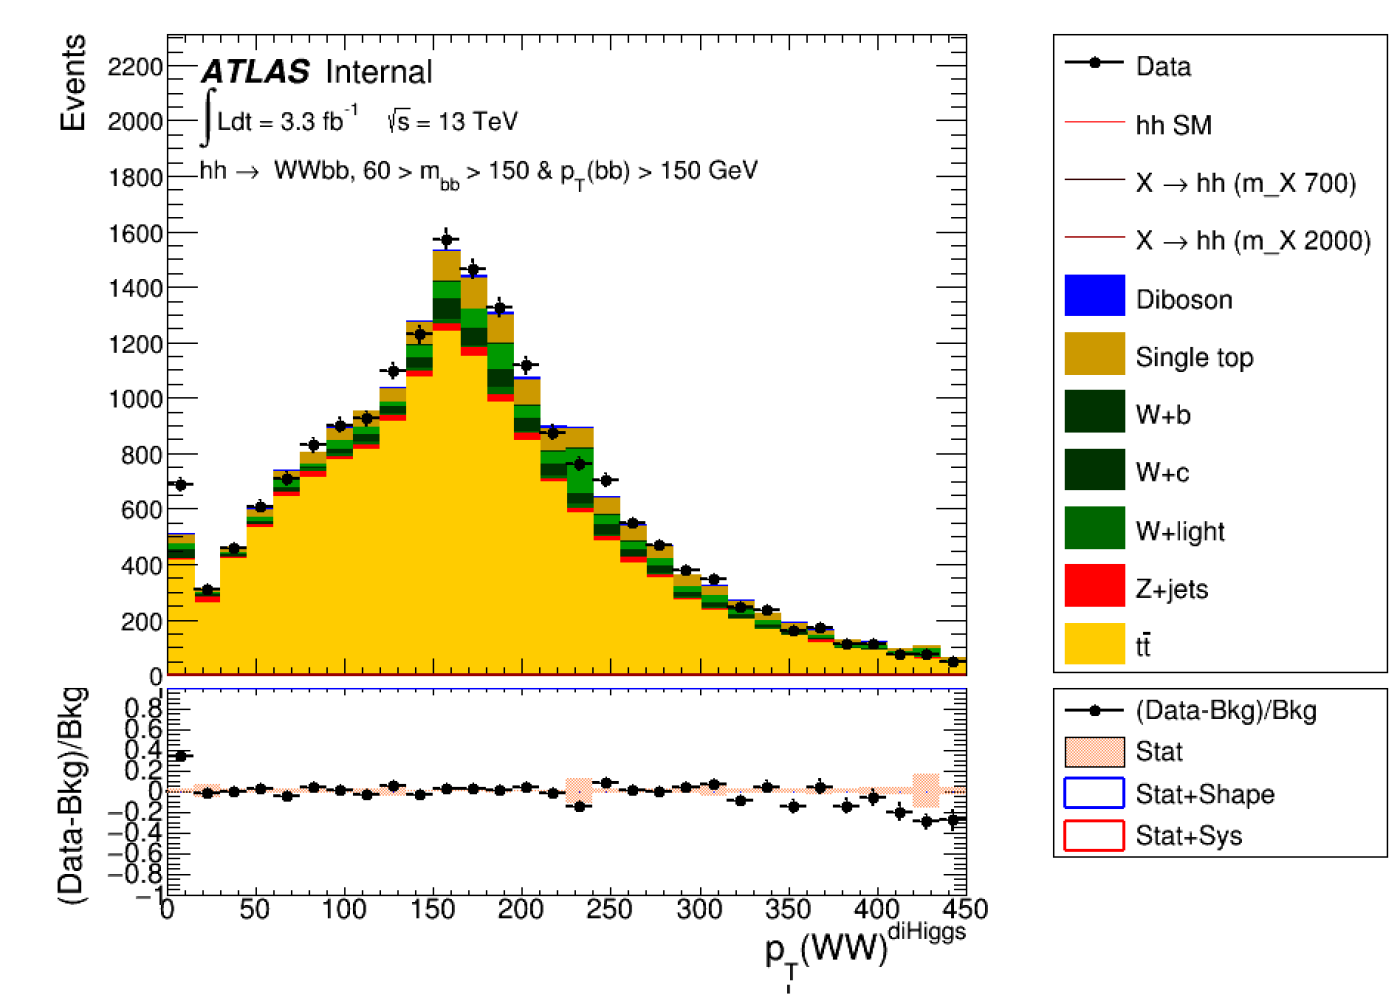 Events
2200
2000
1800
1600
1400
1200
1000
800
600
400
200
0
ATLAS Internal
∫Ldt = 3.3 fb⁻¹ √s = 13 TeV
hh → WWbb, 60 > m_bb > 150 & p_T(bb) > 150 GeV
Data
hh SM
X → hh (m_X 700)
X → hh (m_X 2000)
Diboson
Single top
W+b
W+c
W+light
Z+jets
tt̄
(Data-Bkg)/Bkg
0.8
0.6
0.4
0.2
0
−0.2
−0.4
−0.6
−0.8
−1
0 50 100 150 200 250 300 350 400 450
p_T(WW)^diHiggs
(Data-Bkg)/Bkg
Stat
Stat+Shape
Stat+Sys